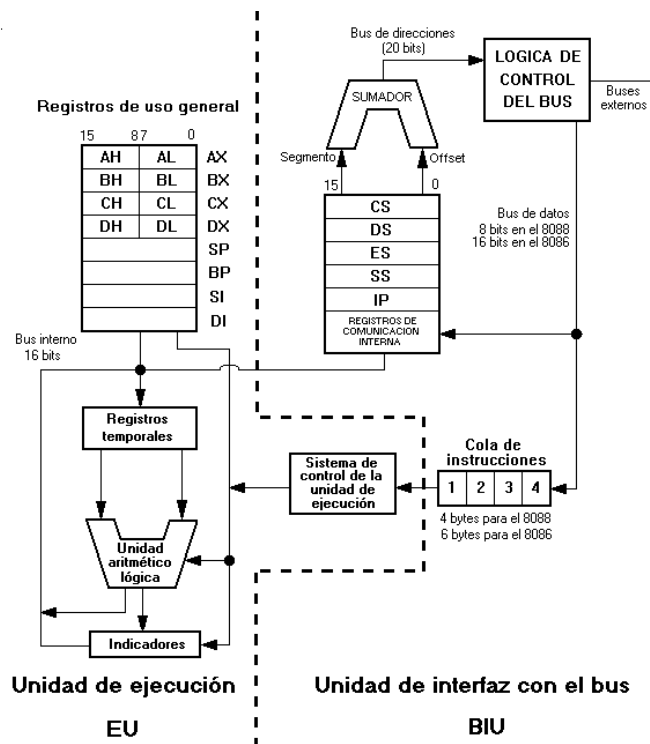 Bus de direcciones
(20 bits)
LOGICA DE
CONTROL
DEL BUS
Buses
externos
SUMADOR
Segmento
Offset
15 0
CS
DS
ES
SS
IP
REGISTROS DE
COMUNICACION
INTERNA
Bus de datos
8 bits en el 8088
16 bits en el 8086
Registros de uso general
15 8 7 0
AH AL AX
BH BL BX
CH CL CX
DH DL DX
SP
BP
SI
DI
Bus interno
16 bits
Registros
temporales
Unidad
aritmético
lógica
Indicadores
Sistema de
control de la
unidad de
ejecución
Cola de
instrucciones
1 2 3 4
4 bytes para el 8088
6 bytes para el 8086
Unidad de ejecución
EU
Unidad de interfaz con el bus
BIU